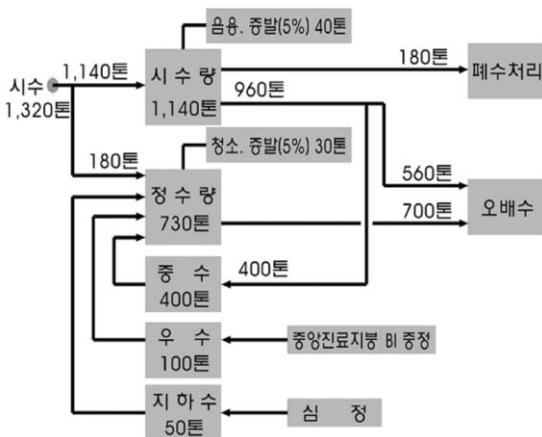 음용. 증발(5%) 40톤
시수
1,320톤
1,140톤
시 수 량
1,140톤
180톤
폐수처리
960톤
청소. 증발(5%) 30톤
180톤
정 수 량
730톤
560톤
700톤
오배수
중 수
400톤
400톤
우 수
100톤
중앙진료지붕 BI 중정
지하수
50톤
심 정